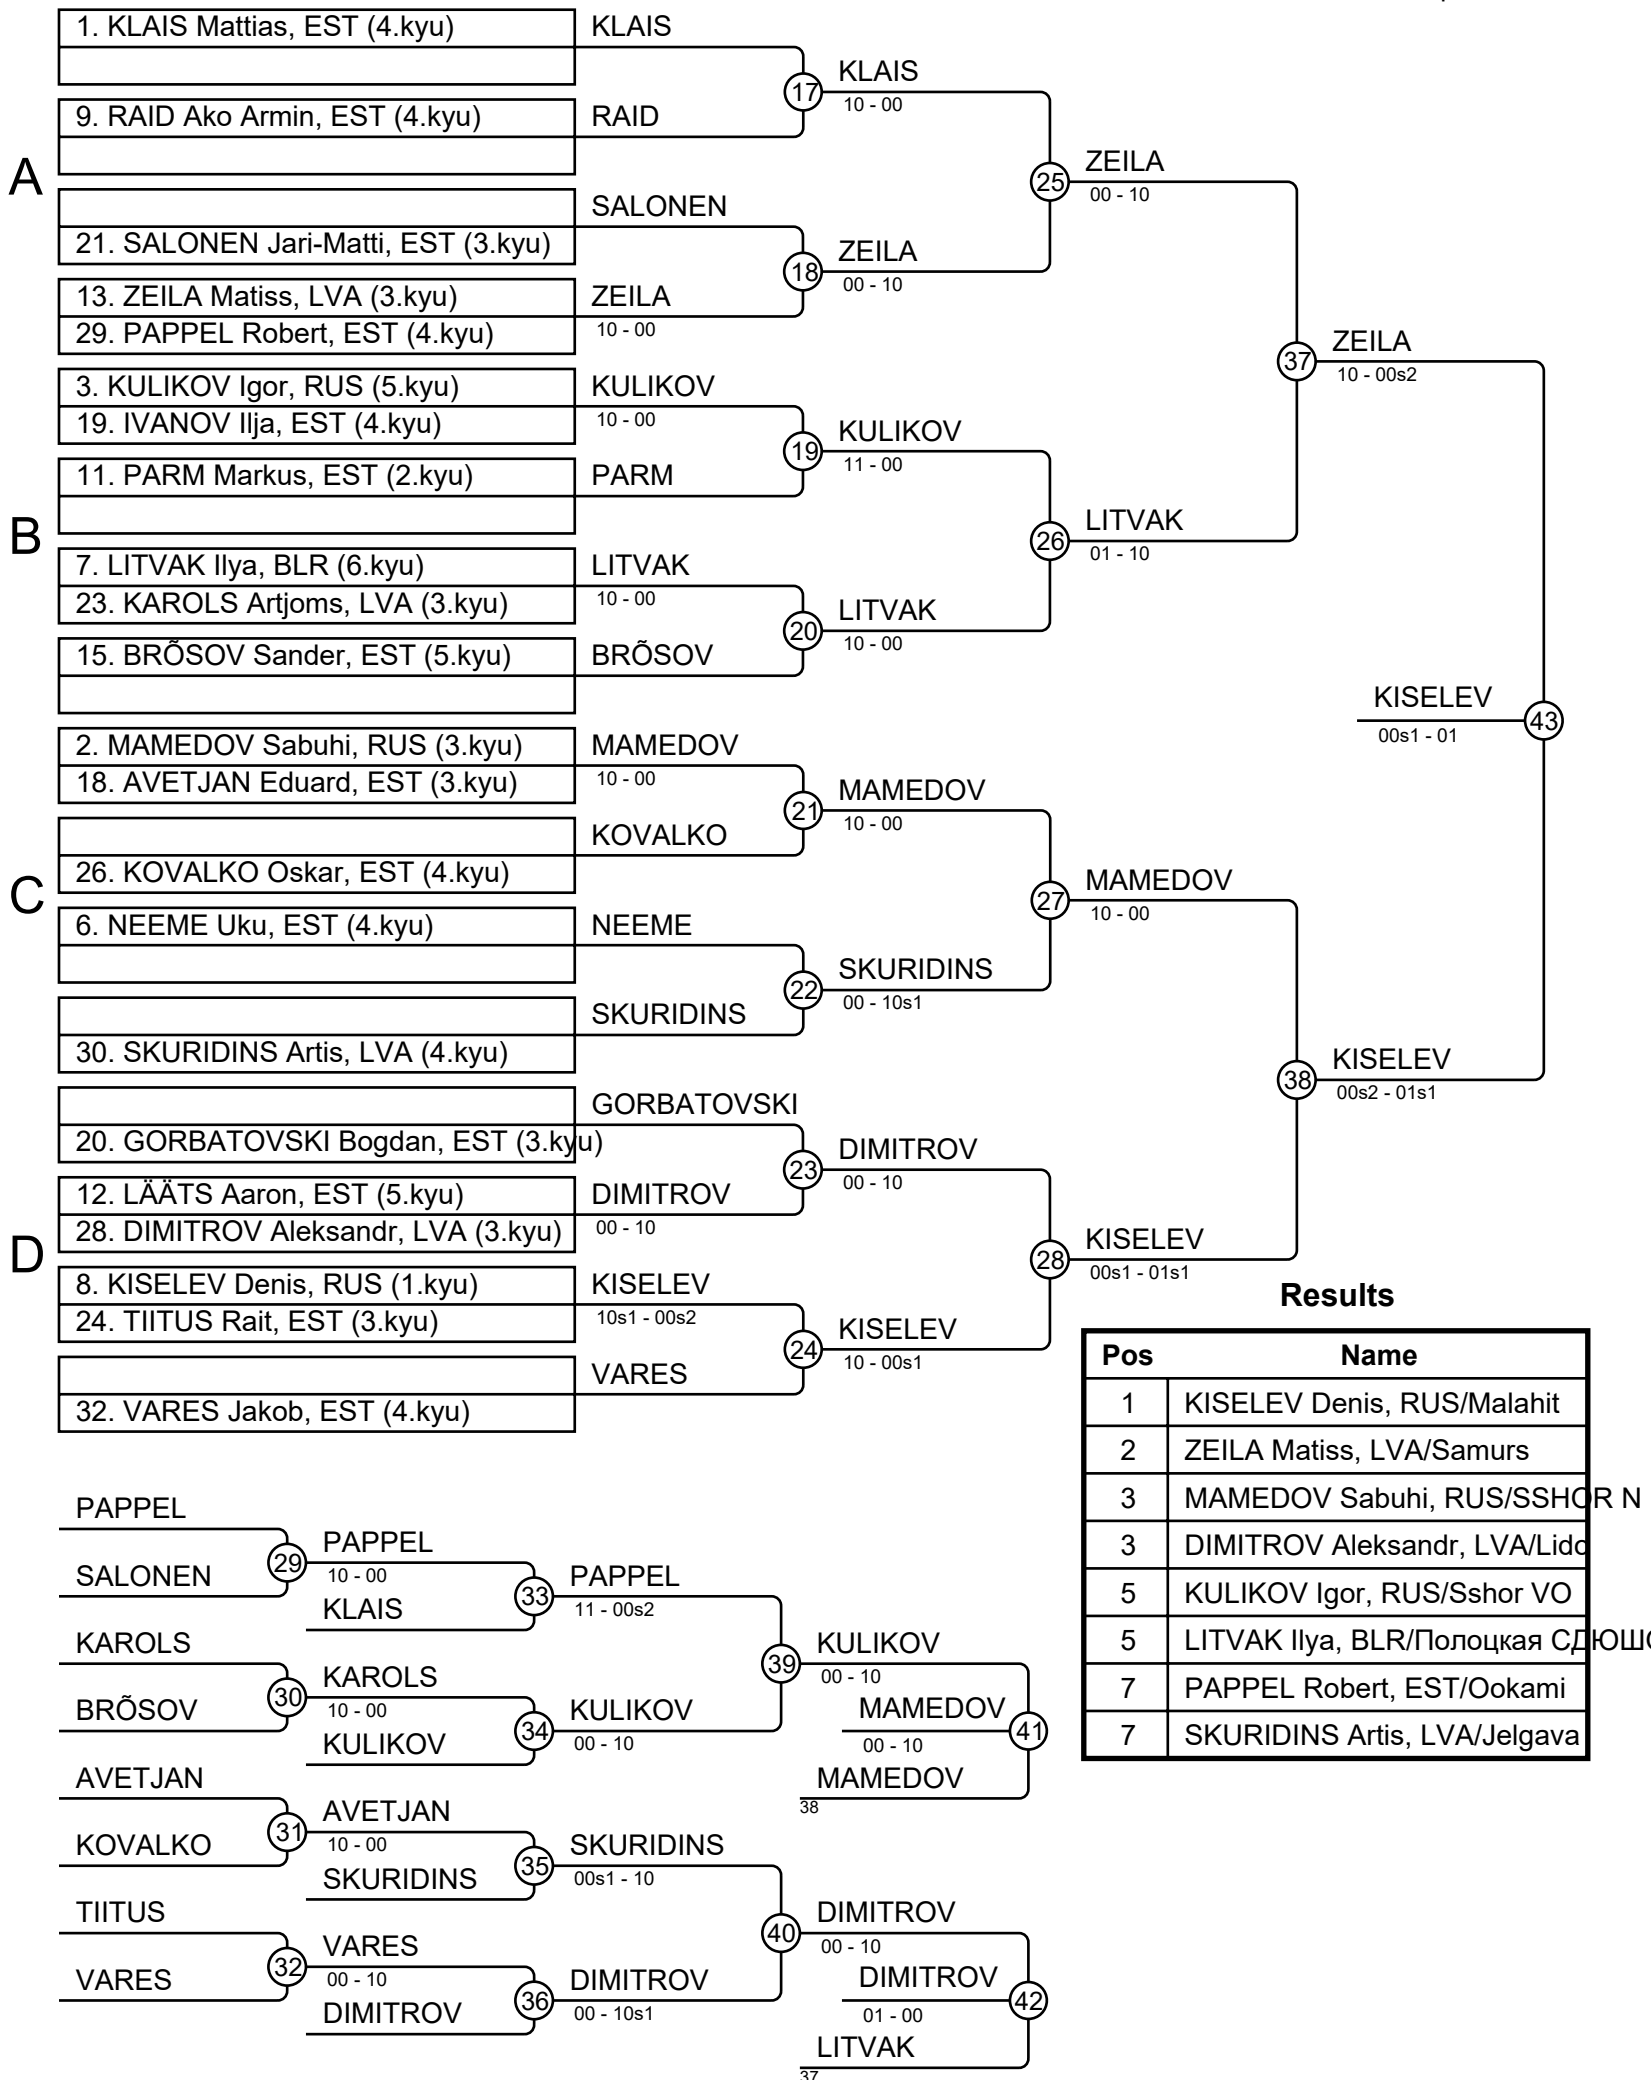 1. KLAIS Mattias, EST (4.kyu)
KLAIS
17
KLAIS
10 - 00
9. RAID Ako Armin, EST (4.kyu)
RAID
A
25
ZEILA
00 - 10
SALONEN
21. SALONEN Jari-Matti, EST (3.kyu)
18
ZEILA
00 - 10
13. ZEILA Matiss, LVA (3.kyu)
ZEILA
10 - 00
29. PAPPEL Robert, EST (4.kyu)
37
ZEILA
10 - 00s2
3. KULIKOV Igor, RUS (5.kyu)
KULIKOV
10 - 00
19. IVANOV Ilja, EST (4.kyu)
19
KULIKOV
11 - 00
11. PARM Markus, EST (2.kyu)
PARM
B
26
LITVAK
01 - 10
7. LITVAK Ilya, BLR (6.kyu)
LITVAK
10 - 00
23. KAROLS Artjoms, LVA (3.kyu)
20
LITVAK
10 - 00
15. BRÕSOV Sander, EST (5.kyu)
BRÕSOV
KISELEV
43
00s1 - 01
2. MAMEDOV Sabuhi, RUS (3.kyu)
MAMEDOV
10 - 00
18. AVETJAN Eduard, EST (3.kyu)
21
MAMEDOV
10 - 00
KOVALKO
26. KOVALKO Oskar, EST (4.kyu)
C
27
MAMEDOV
10 - 00
6. NEEME Uku, EST (4.kyu)
NEEME
22
SKURIDINS
00 - 10s1
SKURIDINS
30. SKURIDINS Artis, LVA (4.kyu)
38
KISELEV
00s2 - 01s1
GORBATOVSKI
20. GORBATOVSKI Bogdan, EST (3.kyu)
23
DIMITROV
00 - 10
12. LÄÄTS Aaron, EST (5.kyu)
DIMITROV
00 - 10
28. DIMITROV Aleksandr, LVA (3.kyu)
D
28
KISELEV
00s1 - 01s1
8. KISELEV Denis, RUS (1.kyu)
KISELEV
10s1 - 00s2
24. TIITUS Rait, EST (3.kyu)
24
KISELEV
10 - 00s1
VARES
32. VARES Jakob, EST (4.kyu)
Results
Pos Name
1 KISELEV Denis, RUS/Malahit
2 ZEILA Matiss, LVA/Samurs
3 MAMEDOV Sabuhi, RUS/SSHOR N
3 DIMITROV Aleksandr, LVA/Lido
5 KULIKOV Igor, RUS/Sshor VO
5 LITVAK Ilya, BLR/Полоцкая
7 PAPPEL Robert, EST/Ookami
7 SKURIDINS Artis, LVA/Jelgava
PAPPEL
29
PAPPEL
10 - 00
SALONEN
KLAIS
33
PAPPEL
11 - 00s2
KAROLS
30
KAROLS
10 - 00
BRÕSOV
KULIKOV
34
KULIKOV
00 - 10
39
KULIKOV
00 - 10
MAMEDOV
41
00 - 10
MAMEDOV
38
AVETJAN
31
AVETJAN
10 - 00
KOVALKO
SKURIDINS
35
SKURIDINS
00s1 - 10
TIITUS
32
VARES
00 - 10
VARES
DIMITROV
36
DIMITROV
00 - 10s1
40
DIMITROV
00 - 10
DIMITROV
42
01 - 00
LITVAK
37